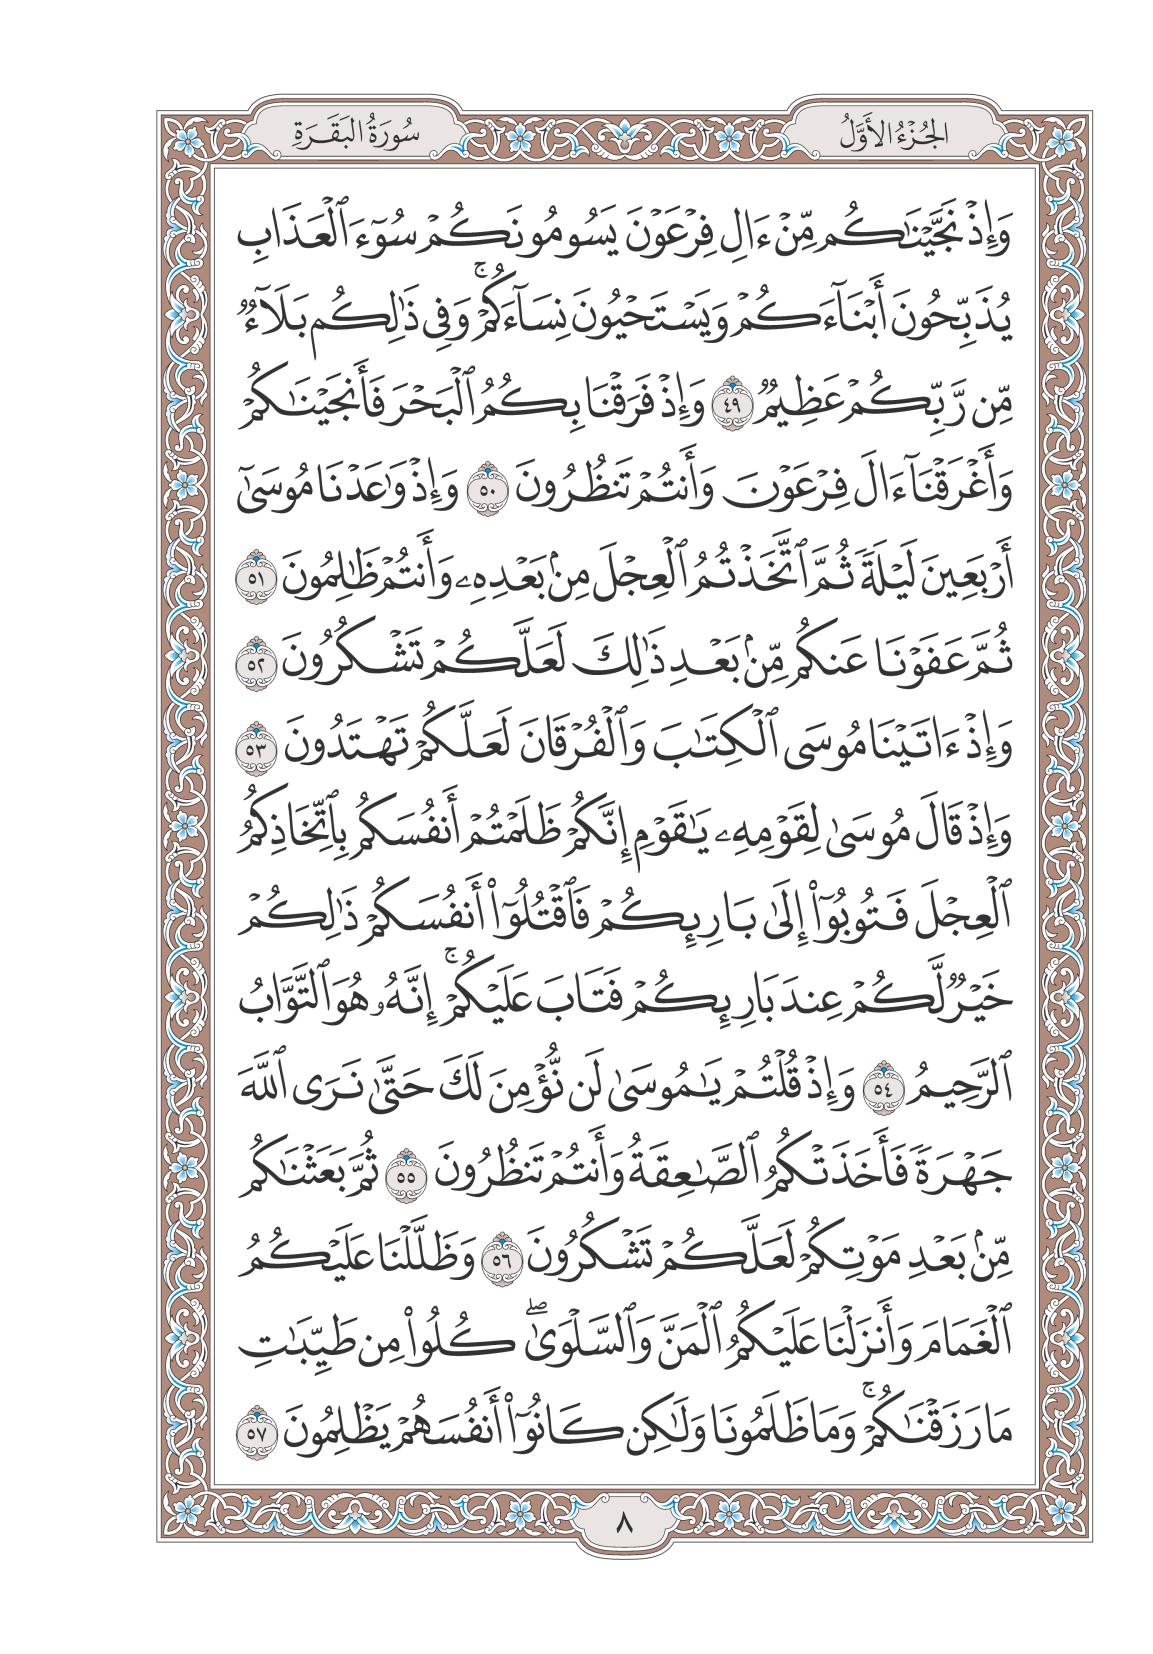 الجُزْءُ الأَوَّلُ
سُورَةُ البَقَرَةِ
وَإِذْ نَجَّيْنَٰكُم مِّنْ ءَالِ فِرْعَوْنَ يَسُومُونَكُمْ سُوٓءَ ٱلْعَذَابِ
يُذَبِّحُونَ أَبْنَآءَكُمْ وَيَسْتَحْيُونَ نِسَآءَكُمْ ۚ وَفِى ذَٰلِكُم بَلَآءٌ
مِّن رَّبِّكُمْ عَظِيمٌ ٤٩ وَإِذْ فَرَقْنَا بِكُمُ ٱلْبَحْرَ فَأَنجَيْنَٰكُمْ
وَأَغْرَقْنَآ ءَالَ فِرْعَوْنَ وَأَنتُمْ تَنظُرُونَ ٥٠ وَإِذْ وَٰعَدْنَا مُوسَىٰٓ
أَرْبَعِينَ لَيْلَةً ثُمَّ ٱتَّخَذْتُمُ ٱلْعِجْلَ مِنۢ بَعْدِهِۦ وَأَنتُمْ ظَٰلِمُونَ ٥١
ثُمَّ عَفَوْنَا عَنكُم مِّنۢ بَعْدِ ذَٰلِكَ لَعَلَّكُمْ تَشْكُرُونَ ٥٢
وَإِذْ ءَاتَيْنَا مُوسَى ٱلْكِتَٰبَ وَٱلْفُرْقَانَ لَعَلَّكُمْ تَهْتَدُونَ ٥٣
وَإِذْ قَالَ مُوسَىٰ لِقَوْمِهِۦ يَٰقَوْمِ إِنَّكُمْ ظَلَمْتُمْ أَنفُسَكُم بِٱتِّخَاذِكُمُ
ٱلْعِجْلَ فَتُوبُوٓا۟ إِلَىٰ بَارِئِكُمْ فَٱقْتُلُوٓا۟ أَنفُسَكُمْ ذَٰلِكُمْ
خَيْرٌ لَّكُمْ عِندَ بَارِئِكُمْ فَتَابَ عَلَيْكُمْ ۚ إِنَّهُۥ هُوَ ٱلتَّوَّابُ
ٱلرَّحِيمُ ٥٤ وَإِذْ قُلْتُمْ يَٰمُوسَىٰ لَن نُّؤْمِنَ لَكَ حَتَّىٰ نَرَى ٱللَّهَ
جَهْرَةً فَأَخَذَتْكُمُ ٱلصَّٰعِقَةُ وَأَنتُمْ تَنظُرُونَ ٥٥ ثُمَّ بَعَثْنَٰكُم
مِّنۢ بَعْدِ مَوْتِكُمْ لَعَلَّكُمْ تَشْكُرُونَ ٥٦ وَظَلَّلْنَا عَلَيْكُمُ
ٱلْغَمَامَ وَأَنزَلْنَا عَلَيْكُمُ ٱلْمَنَّ وَٱلسَّلْوَىٰ ۖ كُلُوا۟ مِن طَيِّبَٰتِ
مَا رَزَقْنَٰكُمْ ۚ وَمَا ظَلَمُونَا وَلَٰكِن كَانُوٓا۟ أَنفُسَهُمْ يَظْلِمُونَ ٥٧
٨